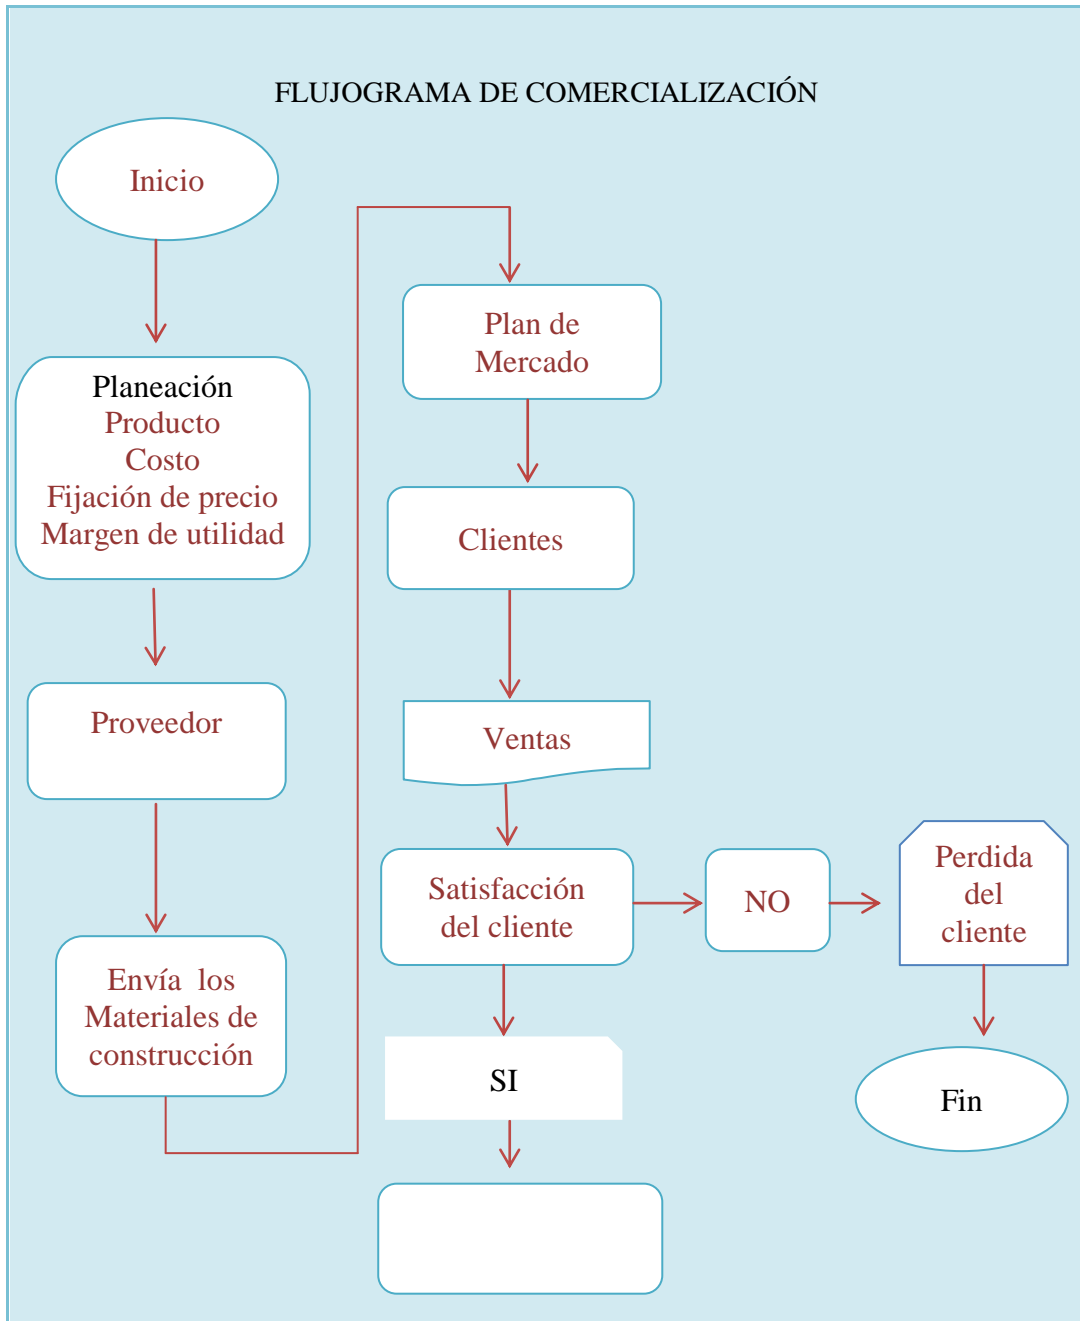 FLUJOGRAMA DE COMERCIALIZACIÓN
Inicio
Planeación
Producto
Costo
Fijación de precio
Margen de utilidad
Proveedor
Envía  los
Materiales de
construcción
Plan de
Mercado
Clientes
Ventas
Satisfacción
del cliente
NO
Perdida
del
cliente
SI
Fin